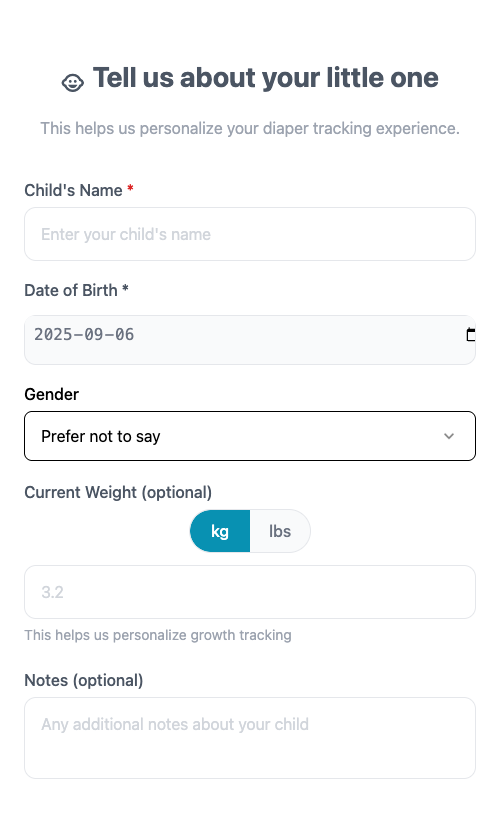 Tell us about your little one
This helps us personalize your diaper tracking experience.
Child's Name *
Enter your child's name
Date of Birth *
2025-09-06
Gender
Prefer not to say
Current Weight (optional)
kg lbs
3.2
This helps us personalize growth tracking
Notes (optional)
Any additional notes about your child